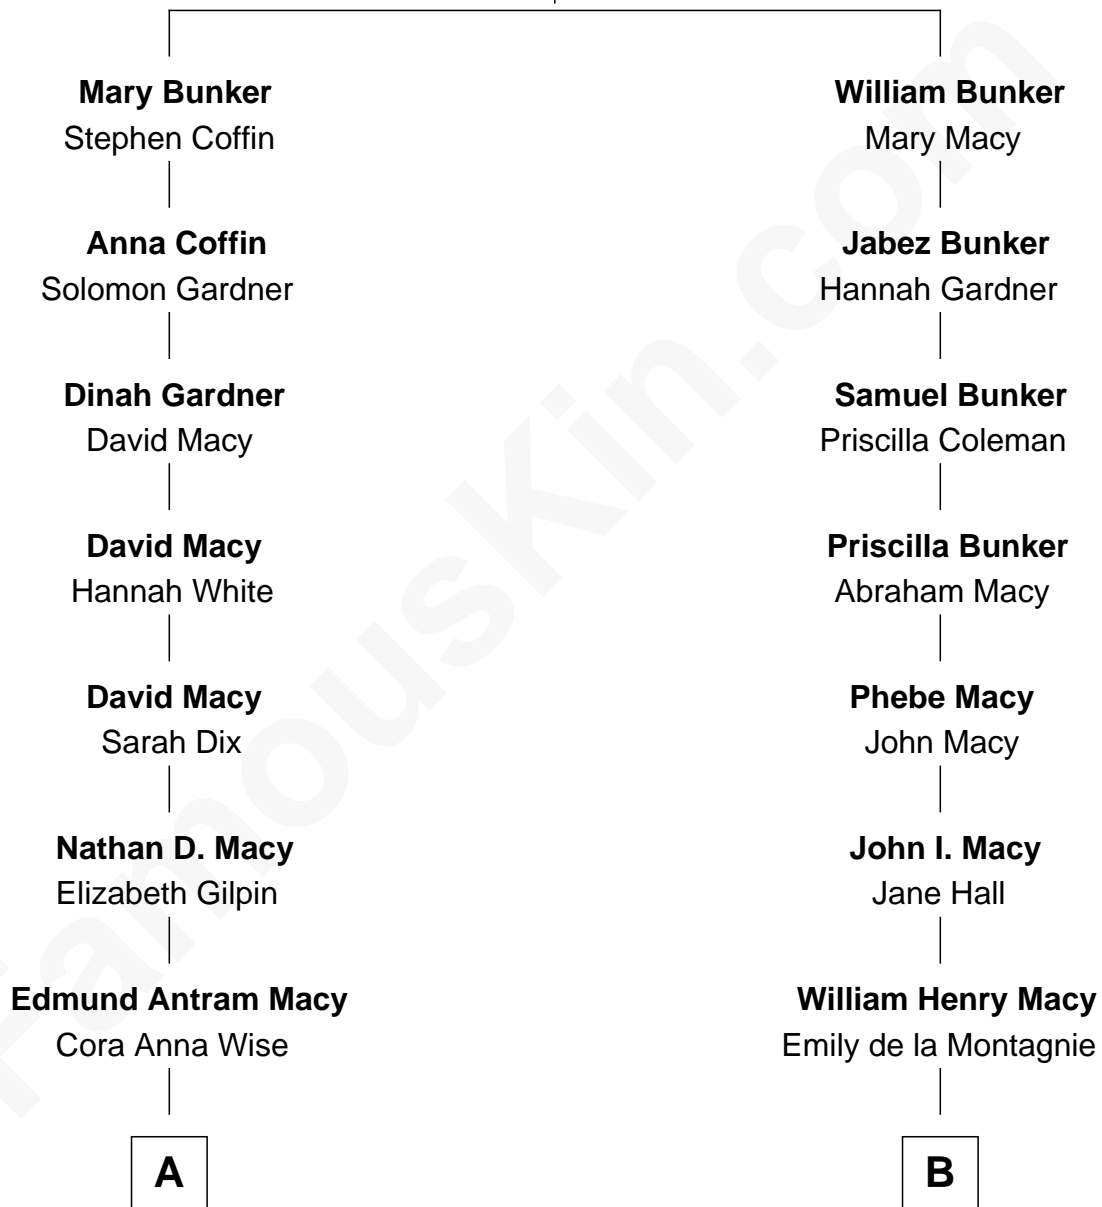 Mary Bunker
Stephen Coffin
William Bunker
Mary Macy
Anna Coffin
Solomon Gardner
Jabez Bunker
Hannah Gardner
Dinah Gardner
David Macy
Samuel Bunker
Priscilla Coleman
David Macy
Hannah White
Priscilla Bunker
Abraham Macy
David Macy
Sarah Dix
Phebe Macy
John Macy
Nathan D. Macy
Elizabeth Gilpin
John I. Macy
Jane Hall
Edmund Antram Macy
Cora Anna Wise
William Henry Macy
Emily de la Montagnie
A
B
FamousKin.com